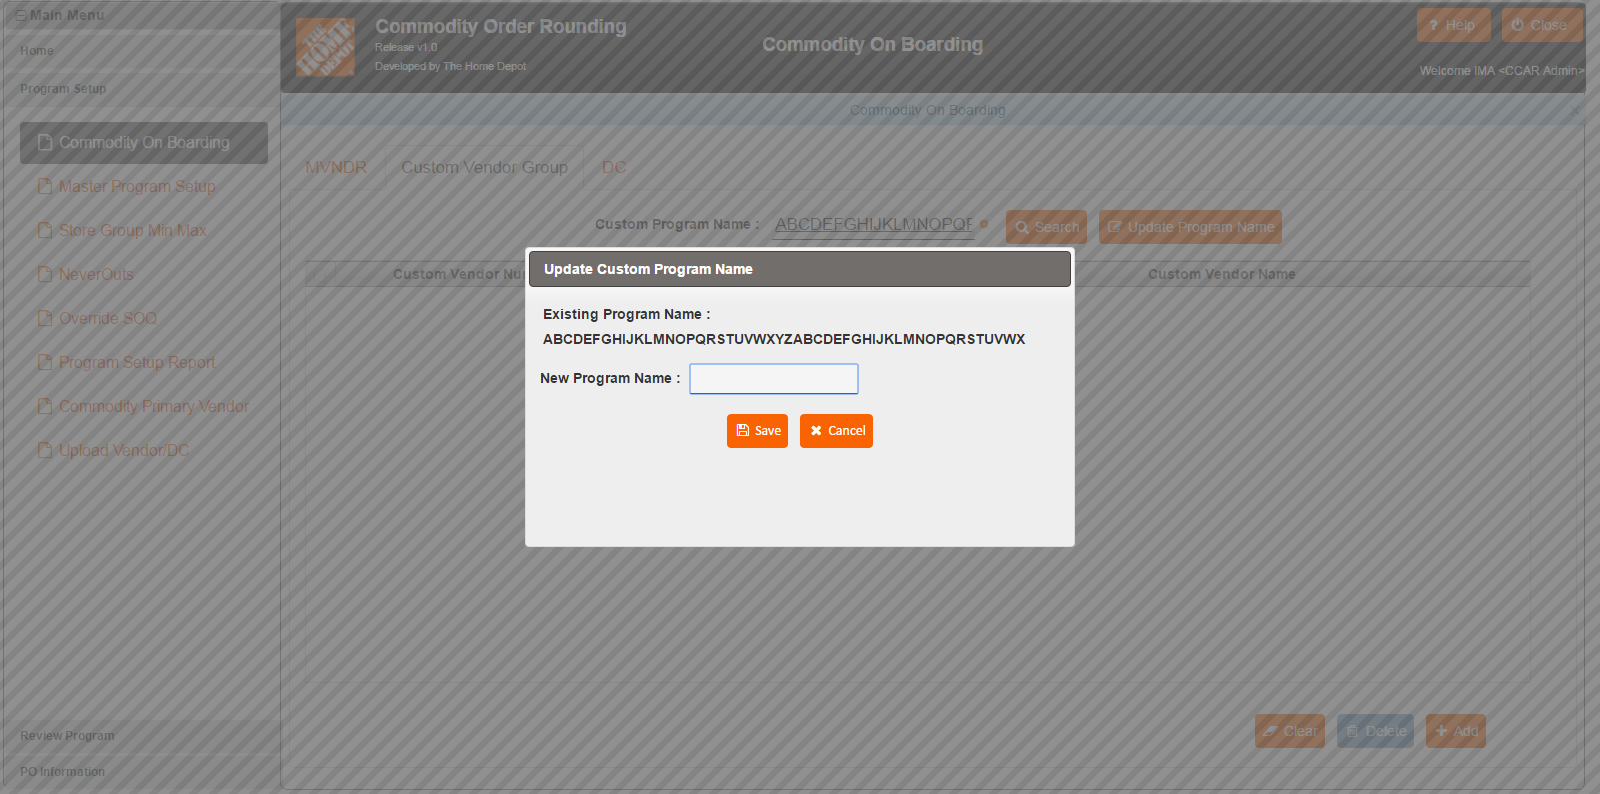 Main Menu
Home
Program Setup
Commodity On Boarding
Master Program Setup
Store Group Min Max
NeverOuts
Override SOQ
Program Setup Report
Commodity Primary Vendor
Upload Vendor/DC
Review Program
PO Information
THE HOME DEPOT
Commodity Order Rounding
Release v1.0
Developed by The Home Depot
Commodity On Boarding
? Help
Close
Welcome IMA <CCAR Admin>
Commodity On Boarding
MVNDR
Custom Vendor Group
DC
Custom Program Name :
ABCDEFGHIJKLMNOPQR
Search
Update Program Name
Custom Vendor Nu
Custom Vendor Name
Update Custom Program Name
Existing Program Name :
ABCDEFGHIJKLMNOPQRSTUVWXYZABCDEFGHIJKLMNOPQRSTUVWX
New Program Name :
Save
Cancel
Clear
Delete
Add